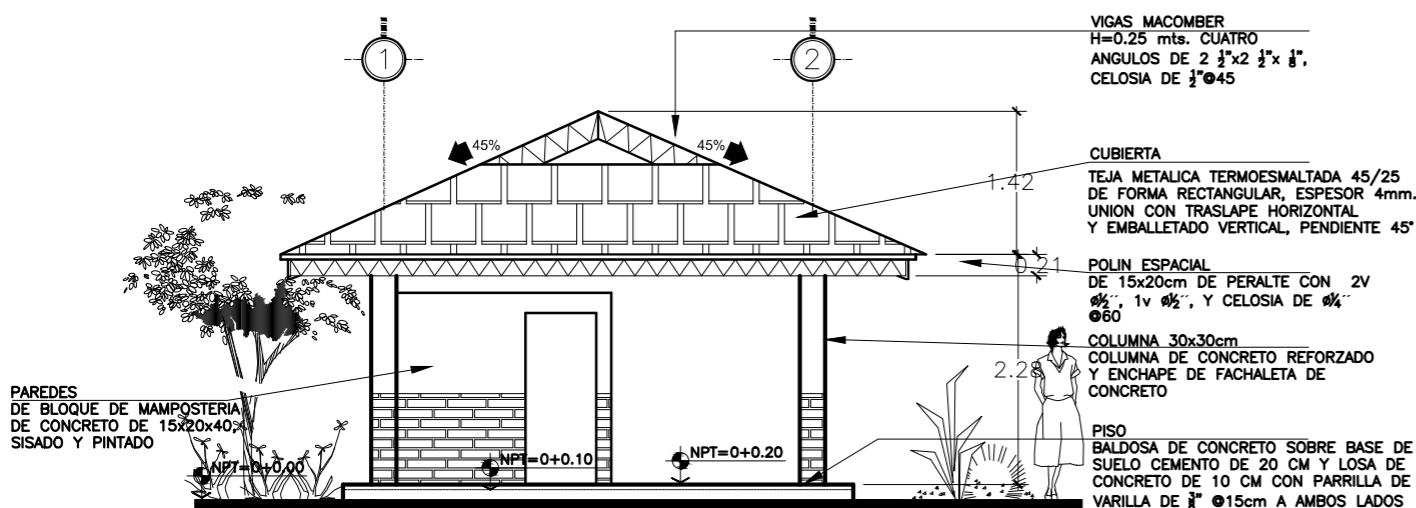 1
2
VIGAS MACOMBER
H=0.25 mts. CUATRO
ANGULOS DE 2 ½"x2 ½"x ⅛",
CELOSIA DE ½"@45
45%
45%
1.42
CUBIERTA
TEJA METALICA TERMOESMALTADA 45/25
DE FORMA RECTANGULAR, ESPESOR 4mm.
UNION CON TRASLAPE HORIZONTAL
Y EMBALLETADO VERTICAL, PENDIENTE 45°
0.21
POLIN ESPACIAL
DE 15x20cm DE PERALTE CON 2V
ø½´´, 1v ø½´´, Y CELOSIA DE ø¼´´
@60
2.28
COLUMNA 30x30cm
COLUMNA DE CONCRETO REFORZADO
Y ENCHAPE DE FACHALETA DE
CONCRETO
PAREDES
DE BLOQUE DE MAMPOSTERIA
DE CONCRETO DE 15x20x40,
SISADO Y PINTADO
NPT=0+0.00
NPT=0+0.10
NPT=0+0.20
PISO
BALDOSA DE CONCRETO SOBRE BASE DE
SUELO CEMENTO DE 20 CM Y LOSA DE
CONCRETO DE 10 CM CON PARRILLA DE
VARILLA DE ⅜" @15cm A AMBOS LADOS